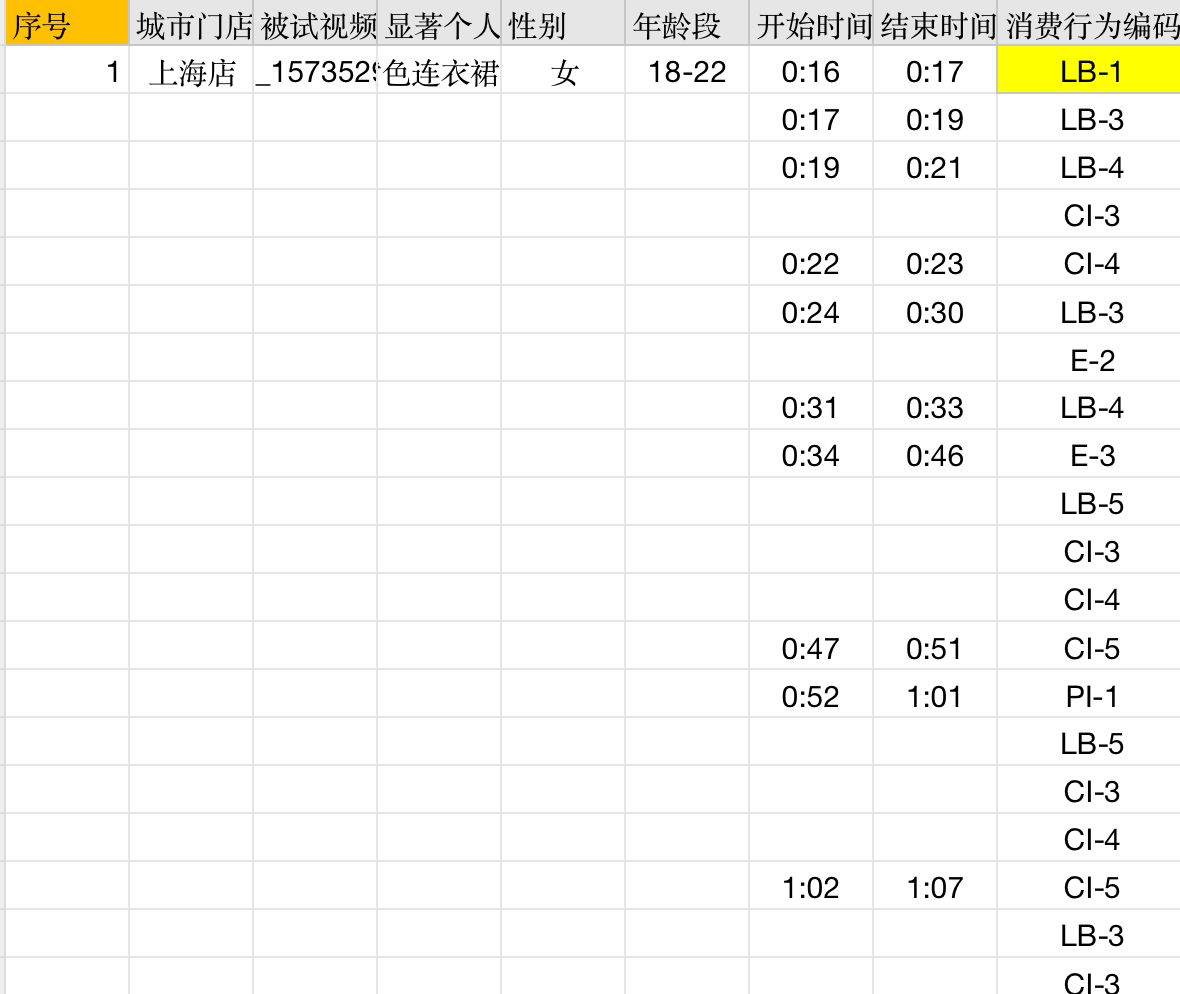 序号 城市门店 被试视频 显著个人 性别 年龄段 开始时间 结束时间 消费行为编码
1 上海店 _157352 色连衣裙 女 18-22 0:16 0:17 LB-1
0:17 0:19 LB-3
0:19 0:21 LB-4
CI-3
0:22 0:23 CI-4
0:24 0:30 LB-3
E-2
0:31 0:33 LB-4
0:34 0:46 E-3
LB-5
CI-3
CI-4
0:47 0:51 CI-5
0:52 1:01 PI-1
LB-5
CI-3
CI-4
1:02 1:07 CI-5
LB-3
CI-3